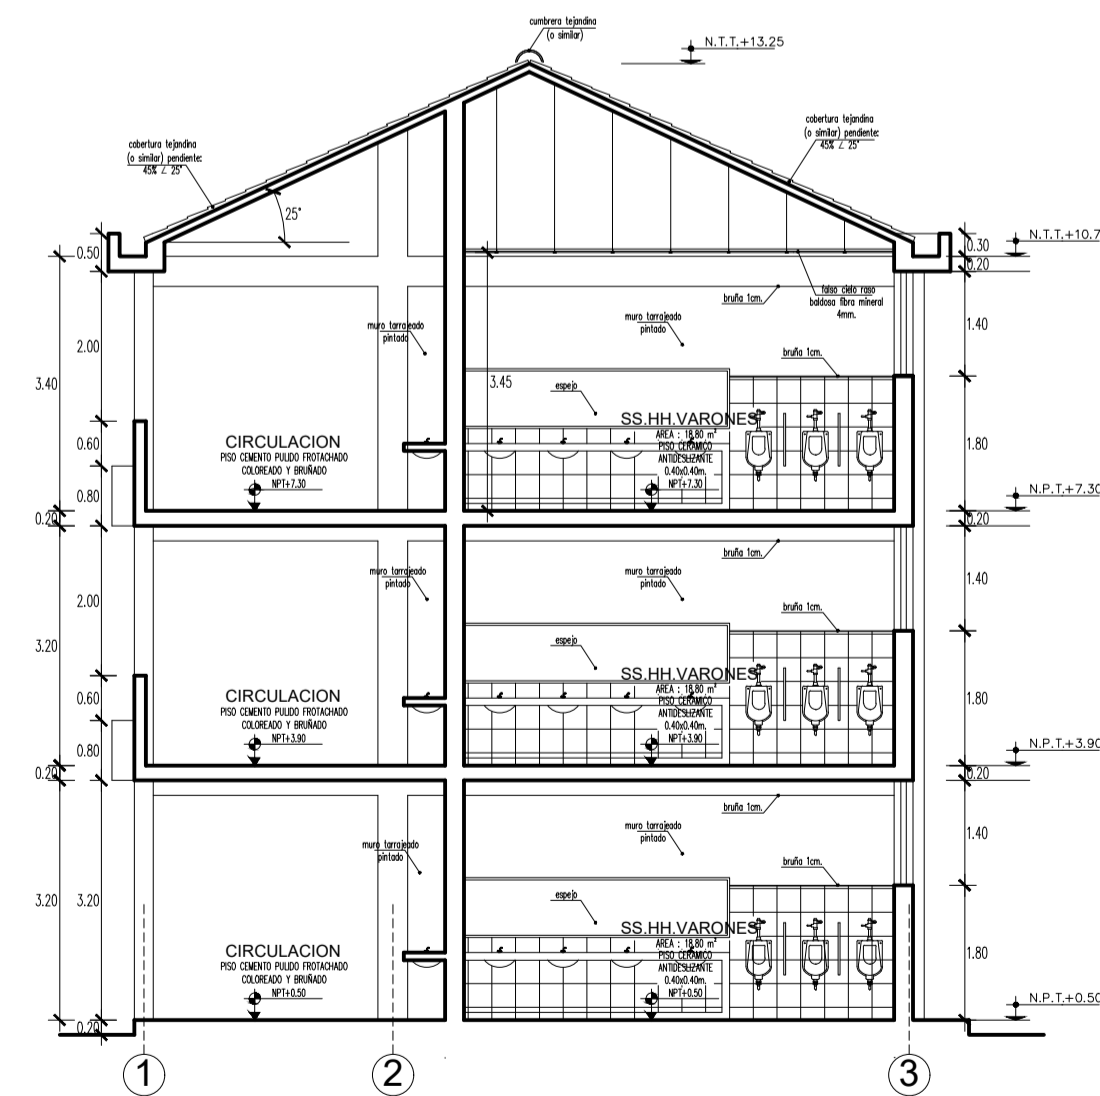 cumbrera tejandina
(o similar)
N.T.T.+13.25
cobertura tejandina
(o similar) pendiente:
45% ∠ 25°
cobertura tejandina
(o similar) pendiente:
45% ∠ 25°
25°
0.50
0.30
N.T.T.+10.7
0.20
falso cielo raso
baldosa fibra mineral
4mm.
bruña 1cm.
muro tarrajeado
pintado
muro tarrajeado
pintado
1.40
2.00
bruña 1cm.
3.40
3.45
espejo
SS.HH.VARONES
AREA : 18.80 m²
PISO CERAMICO
ANTIDESLIZANTE
0.40x0.40m.
NPT+7.30
CIRCULACION
PISO CEMENTO PULIDO FROTACHADO
COLOREADO Y BRUÑADO
NPT+7.30
0.60
1.80
0.80
N.P.T.+7.30
0.20
0.20
bruña 1cm.
muro tarrajeado
pintado
muro tarrajeado
pintado
1.40
2.00
bruña 1cm.
3.20
espejo
SS.HH.VARONES
AREA : 18.80 m²
PISO CERAMICO
ANTIDESLIZANTE
0.40x0.40m.
NPT+3.90
CIRCULACION
PISO CEMENTO PULIDO FROTACHADO
COLOREADO Y BRUÑADO
NPT+3.90
0.60
1.80
0.80
N.P.T.+3.90
0.20
0.20
bruña 1cm.
muro tarrajeado
pintado
muro tarrajeado
pintado
1.40
bruña 1cm.
3.20
3.20
espejo
SS.HH.VARONES
AREA : 18.80 m²
PISO CERAMICO
ANTIDESLIZANTE
0.40x0.40m.
NPT+0.50
CIRCULACION
PISO CEMENTO PULIDO FROTACHADO
COLOREADO Y BRUÑADO
NPT+0.50
1.80
N.P.T.+0.50
0.20
1
2
3